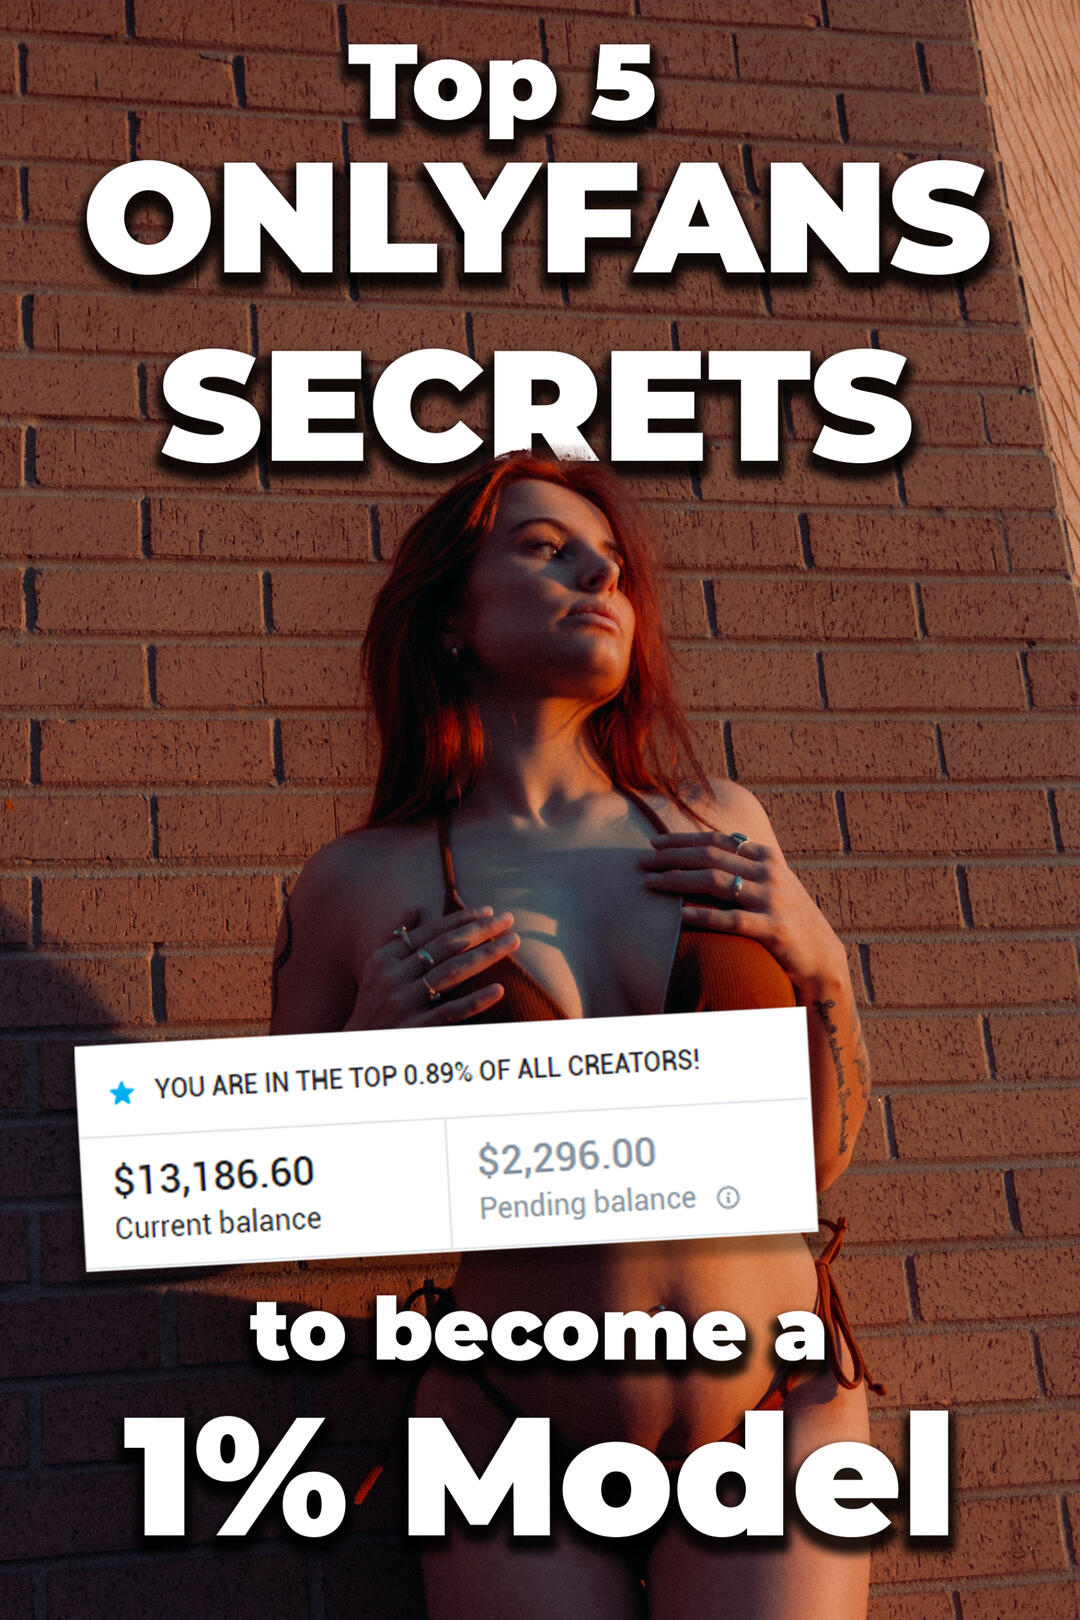 Top 5
ONLYFANS
SECRETS
YOU ARE IN THE TOP 0.89% OF ALL CREATORS!
$13,186.60
Current balance
$2,296.00
Pending balance
to become a
1% Model